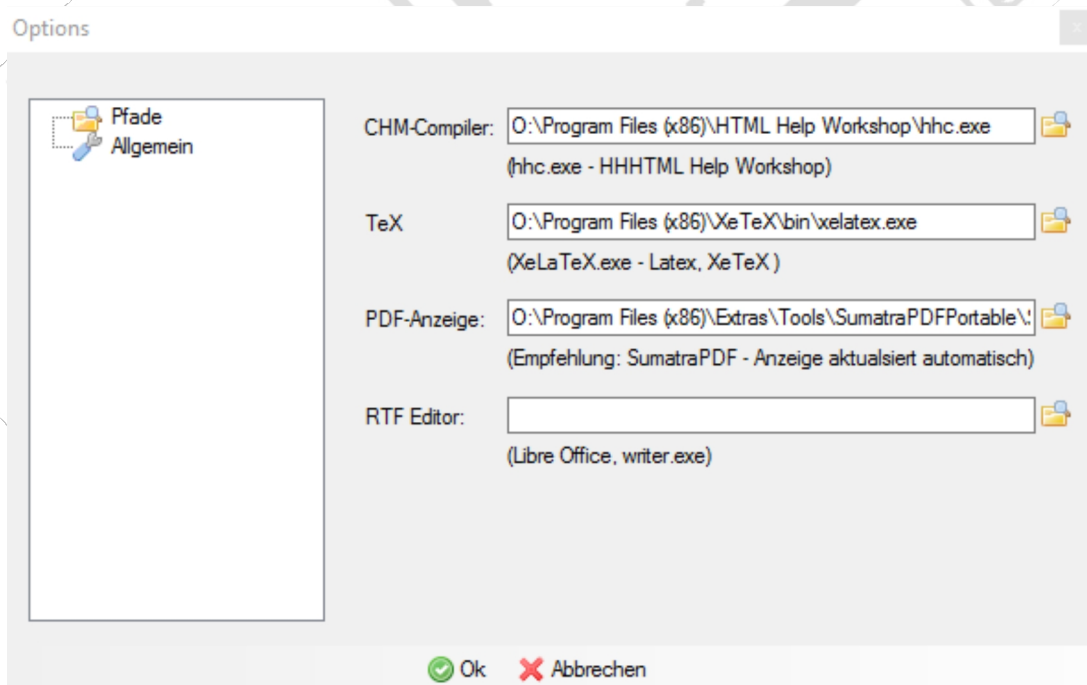 Options
Pfade
Allgemein
CHM-Compiler: O:\Program Files (x86)\HTML Help Workshop\hhc.exe
(hhc.exe - HHHTML Help Workshop)
TeX O:\Program Files (x86)\XeTeX\bin\xelatex.exe
(XeLaTeX.exe - Latex, XeTeX )
PDF-Anzeige: O:\Program Files (x86)\Extras\Tools\SumatraPDFPortable\
(Empfehlung: SumatraPDF - Anzeige aktualsiert automatisch)
RTF Editor:
(Libre Office, writer.exe)
Ok Abbrechen